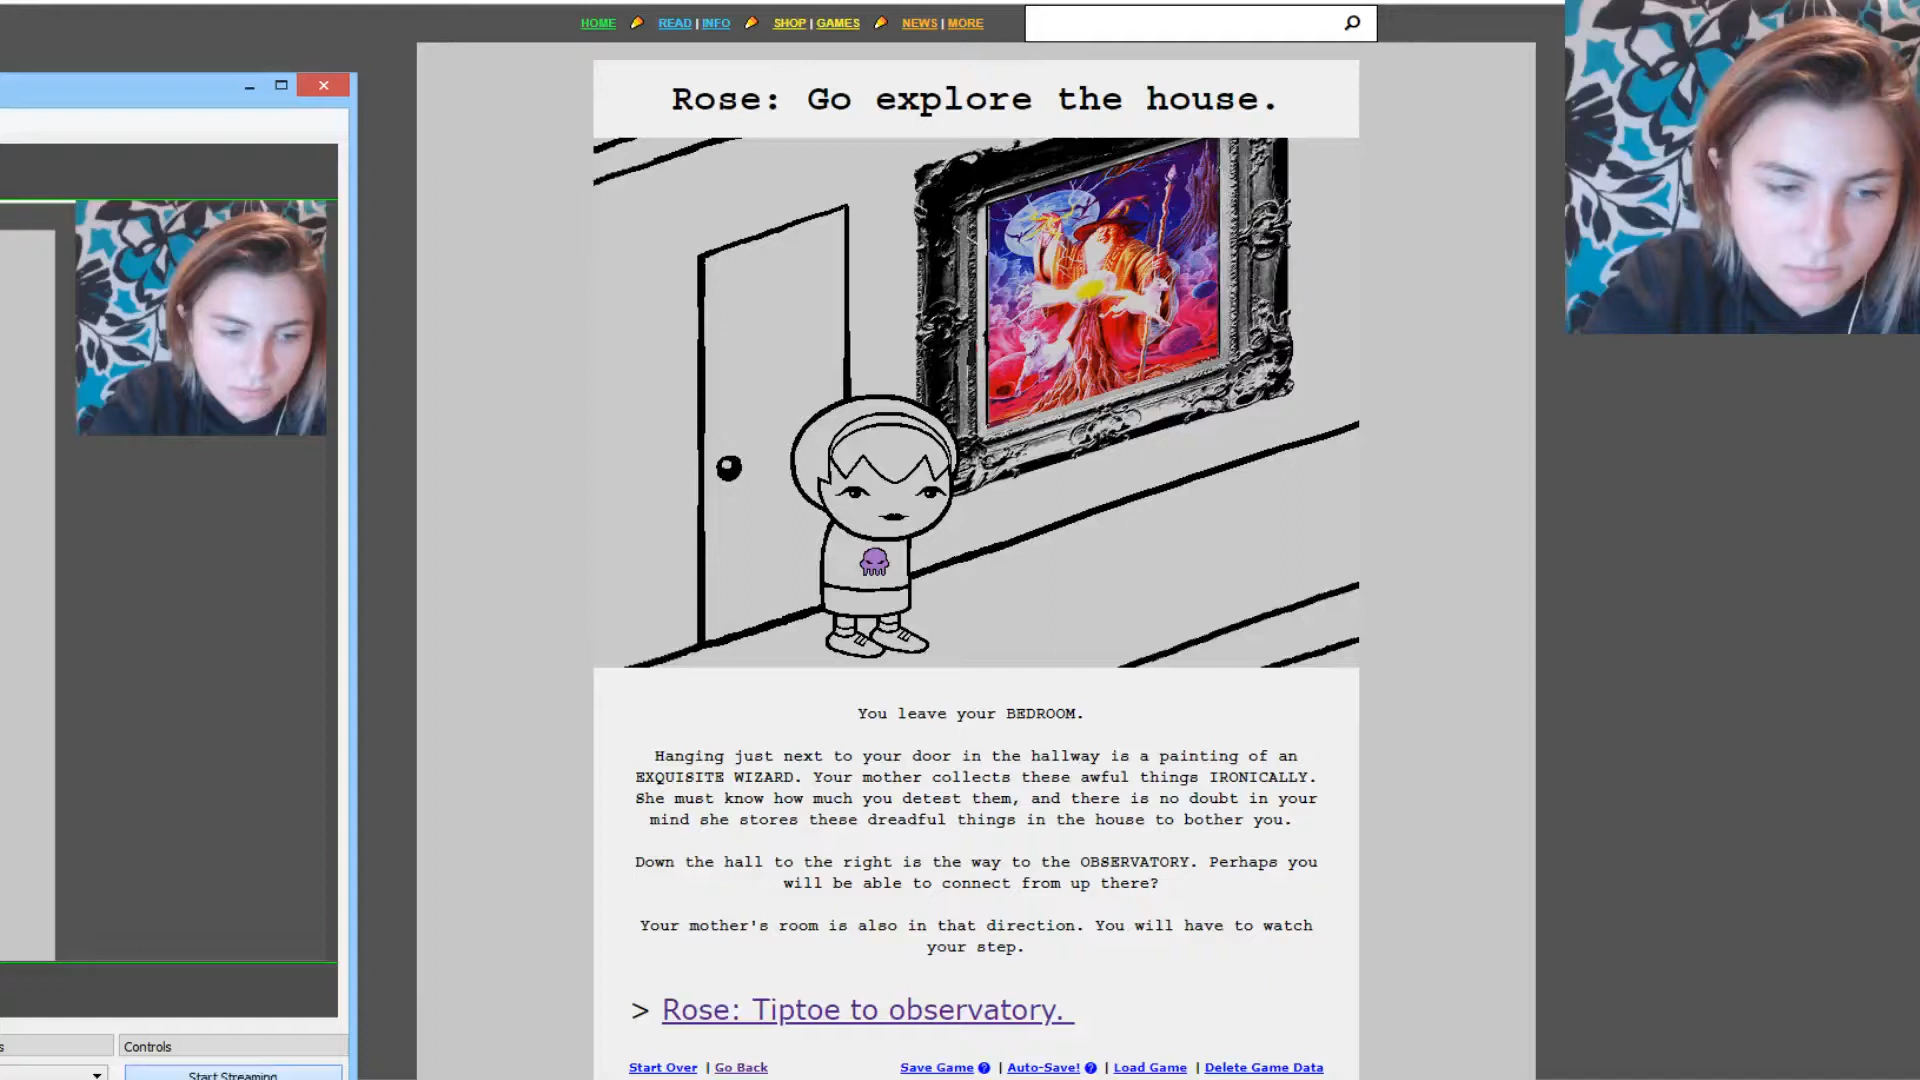 HOME READ | INFO SHOP | GAMES NEWS | MORE
Rose: Go explore the house.
You leave your BEDROOM.
Hanging just next to your door in the hallway is a painting of an
EXQUISITE WIZARD. Your mother collects these awful things IRONICALLY.
She must know how much you detest them, and there is no doubt in your
mind she stores these dreadful things in the house to bother you.
Down the hall to the right is the way to the OBSERVATORY. Perhaps you
will be able to connect from up there?
Your mother's room is also in that direction. You will have to watch
your step.
> Rose: Tiptoe to observatory.
Start Over | Go Back Save Game ? | Auto-Save! ? | Load Game | Delete Game Data
s
Controls
Start Streaming